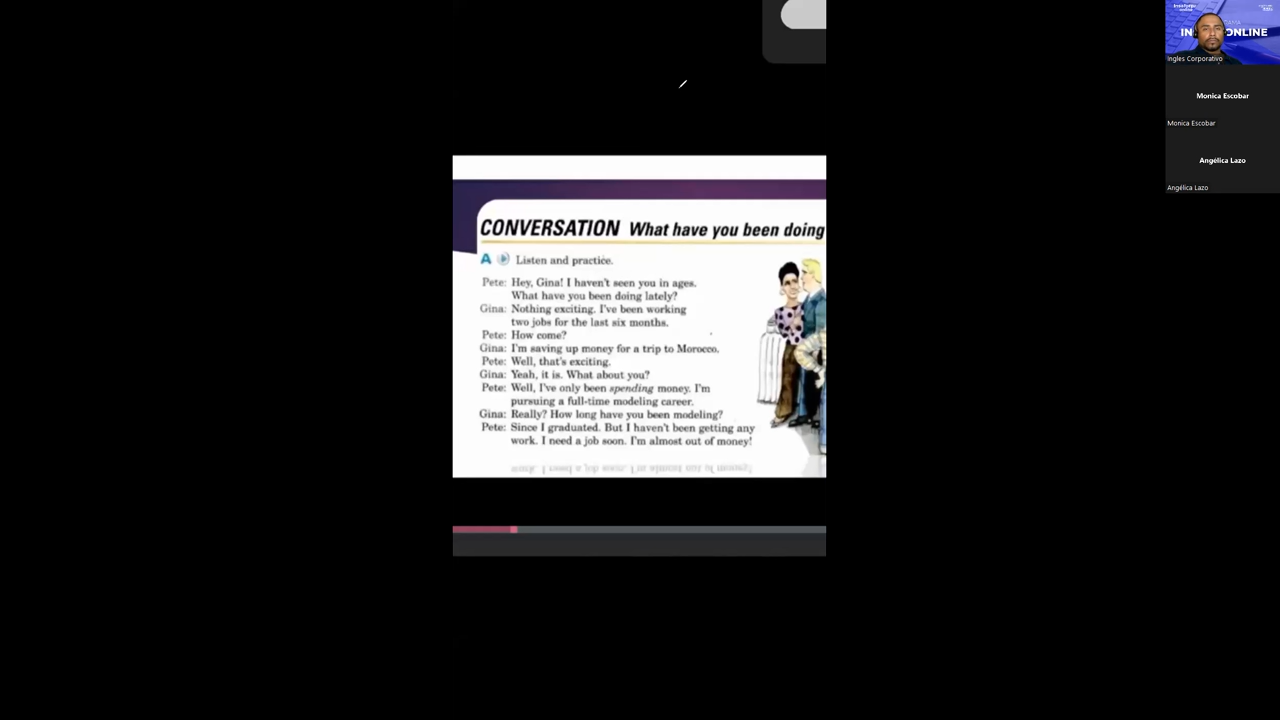 IN ONLINE
Ingles Corporativo
Monica Escobar
Monica Escobar
Angélica Lazo
Angélica Lazo
CONVERSATION What have you been doing
A Listen and practice.
Pete: Hey, Gina! I haven't seen you in ages.
What have you been doing lately?
Gina: Nothing exciting. I've been working
two jobs for the last six months.
Pete: How come?
Gina: I'm saving up money for a trip to Morocco.
Pete: Well, that's exciting.
Gina: Yeah, it is. What about you?
Pete: Well, I've only been spending money. I'm
pursuing a full-time modeling career.
Gina: Really? How long have you been modeling?
Pete: Since I graduated. But I haven't been getting any
work. I need a job soon. I'm almost out of money!